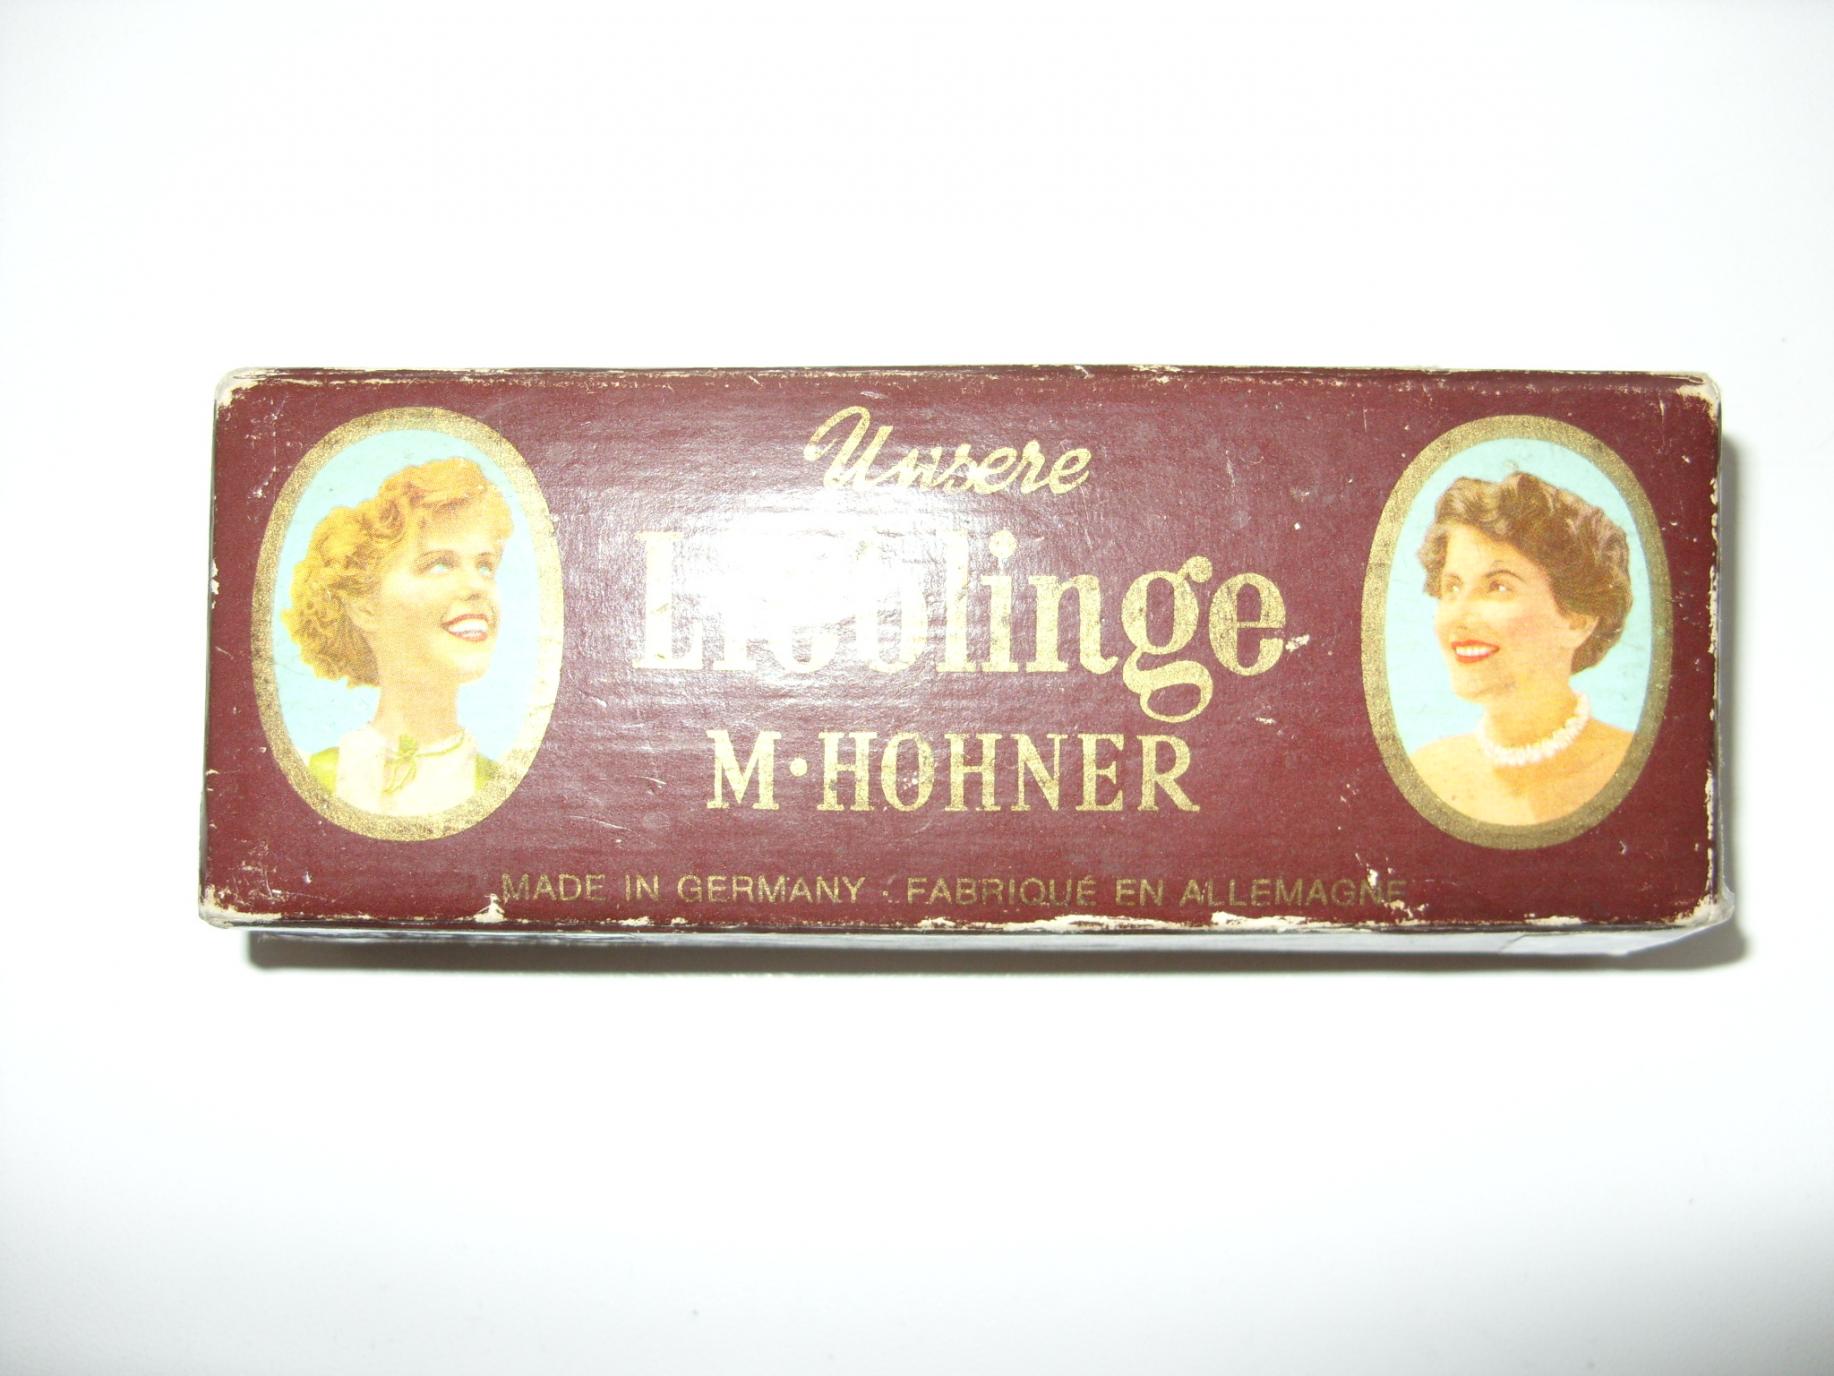 Unsere
Lieblinge
M·HOHNER
MADE IN GERMANY · FABRIQUÉ EN ALLEMAGNE